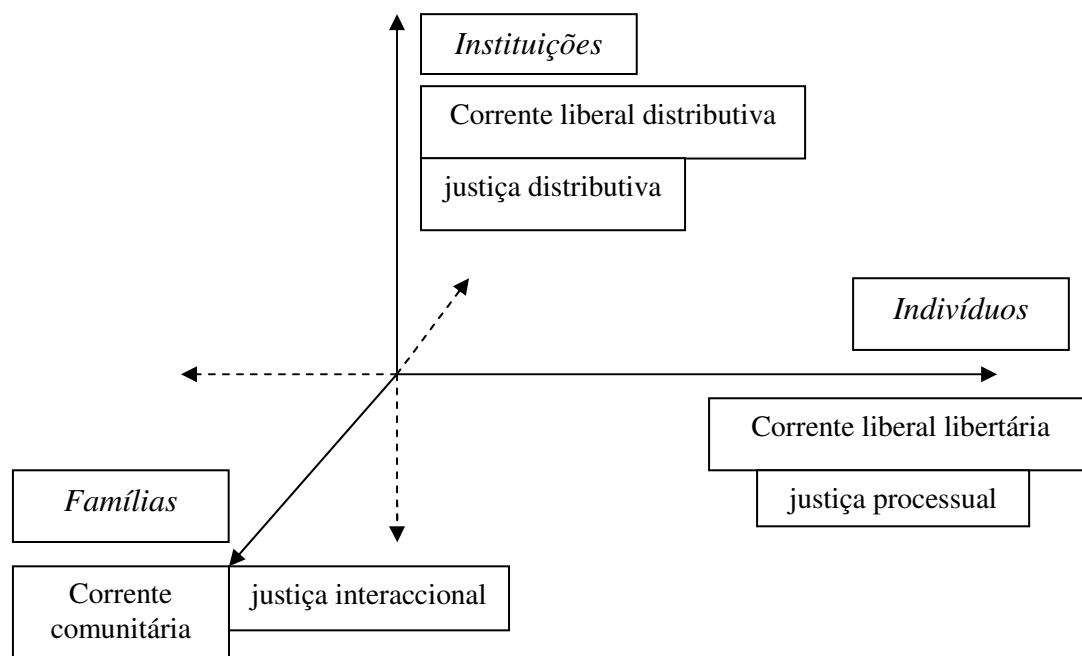 Instituições
Corrente liberal distributiva
justiça distributiva
Indivíduos
Corrente liberal libertária
justiça processual
Famílias
Corrente
comunitária
justiça interaccional